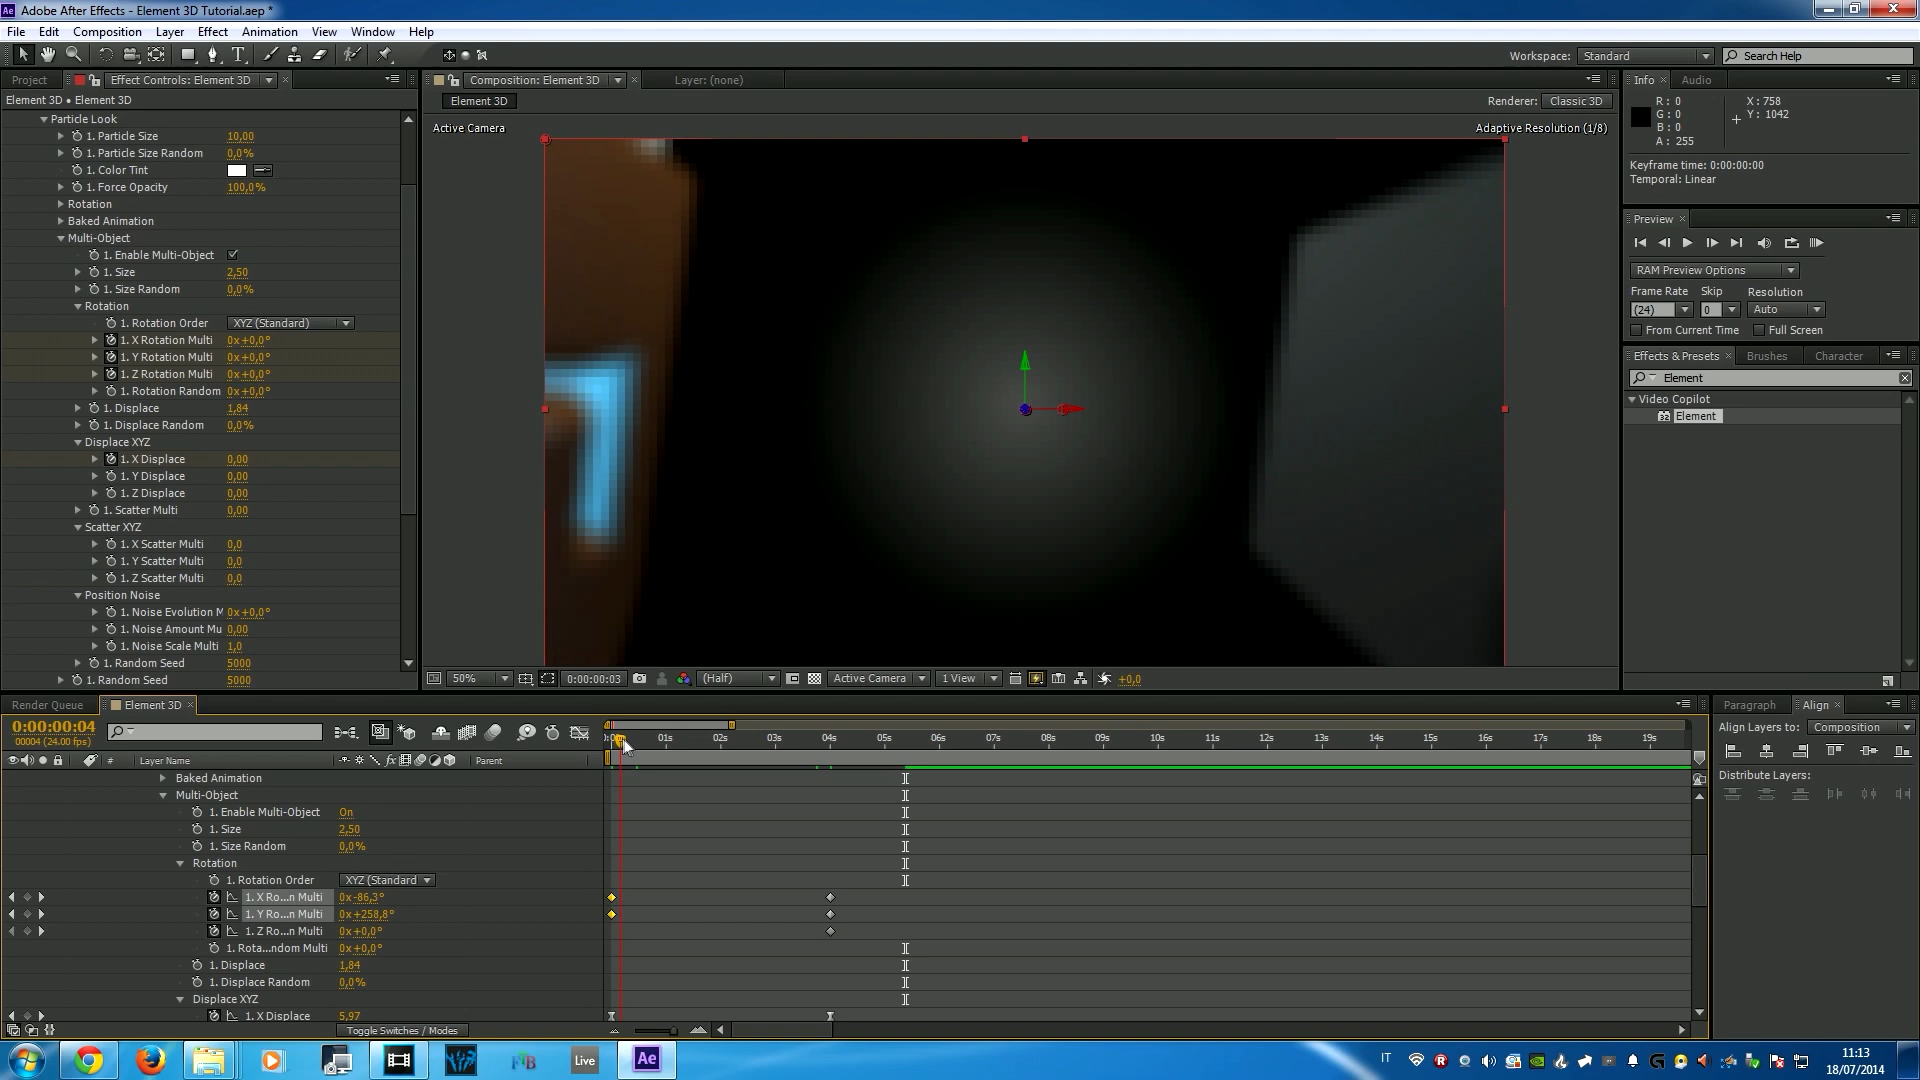 Adobe After Effects - Element 3D Tutorial.aep *
File Edit Composition Layer Effect Animation View Window Help
Workspace: Standard Search Help
Project Effect Controls: Element 3D
Composition: Element 3D Layer: (none)
Info Audio
Element 3D • Element 3D
Element 3D
Renderer: Classic 3D
Active Camera
Adaptive Resolution (1/8)
R: 0
G: 0
B: 0
A: 255
X: 758
Y: 1042
Keyframe time: 0:00:00:00
Temporal: Linear
Particle Look
1. Particle Size 10,00
1. Particle Size Random 0,0%
1. Color Tint
1. Force Opacity 100,0%
Rotation
Baked Animation
Multi-Object
1. Enable Multi-Object
1. Size 2,50
1. Size Random 0,0%
Rotation
1. Rotation Order XYZ (Standard)
1. X Rotation Multi 0x+0,0°
1. Y Rotation Multi 0x+0,0°
1. Z Rotation Multi 0x+0,0°
1. Rotation Random 0x+0,0°
1. Displace 1,84
1. Displace Random 0,0%
Displace XYZ
1. X Displace 0,00
1. Y Displace 0,00
1. Z Displace 0,00
1. Scatter Multi 0,00
Scatter XYZ
1. X Scatter Multi 0,0
1. Y Scatter Multi 0,0
1. Z Scatter Multi 0,0
Position Noise
1. Noise Evolution M 0x+0,0°
1. Noise Amount Mu 0,00
1. Noise Scale Multi 1,0
1. Random Seed 5000
1. Random Seed 5000
Preview
RAM Preview Options
Frame Rate Skip Resolution
(24) 0 Auto
From Current Time Full Screen
Effects & Presets Brushes Character
Element
Video Copilot
32
Element
50% 0:00:00:03 (Half) Active Camera 1 View +0,0
Render Queue Element 3D
Paragraph Align
0:00:00:04
00004 (24.00 fps)
01s 02s 03s 04s 05s 06s 07s 08s 09s 10s 11s 12s 13s 14s 15s 16s 17s 18s 19s
Align Layers to: Composition
Distribute Layers:
# Layer Name fx Parent
Baked Animation
Multi-Object
1. Enable Multi-Object On
1. Size 2,50
1. Size Random 0,0%
Rotation
1. Rotation Order XYZ (Standard
1. X Ro...n Multi 0x-86,3°
1. Y Ro...n Multi 0x+258,8°
1. Z Ro...n Multi 0x+0,0°
1. Rota...ndom Multi 0x+0,0°
1. Displace 1,84
1. Displace Random 0,0%
Displace XYZ
1. X Displace 5,97
Toggle Switches / Modes
Live
Ae
IT
11:13
18/07/2014